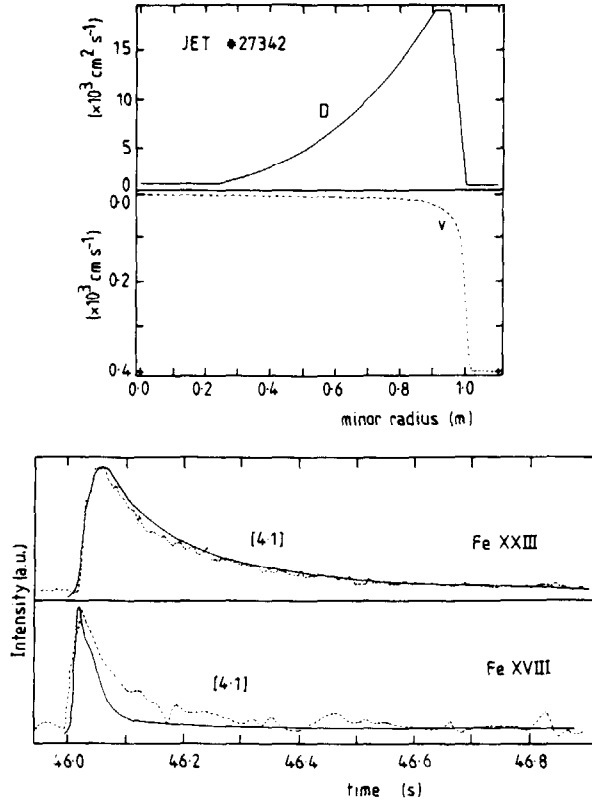 JET #27342
(×10³ cm² s⁻¹)
15
10
5
0
D
0·0
0·2
0·4
(×10³ cm s⁻¹)
v
0·0 0·2 0·4 0·6 0·8 1·0
minor radius (m)
Intensity (a.u.)
[4·1]
Fe XXIII
[4·1]
Fe XVIII
46.0 46.2 46.4 46.6 46.8
time (s)